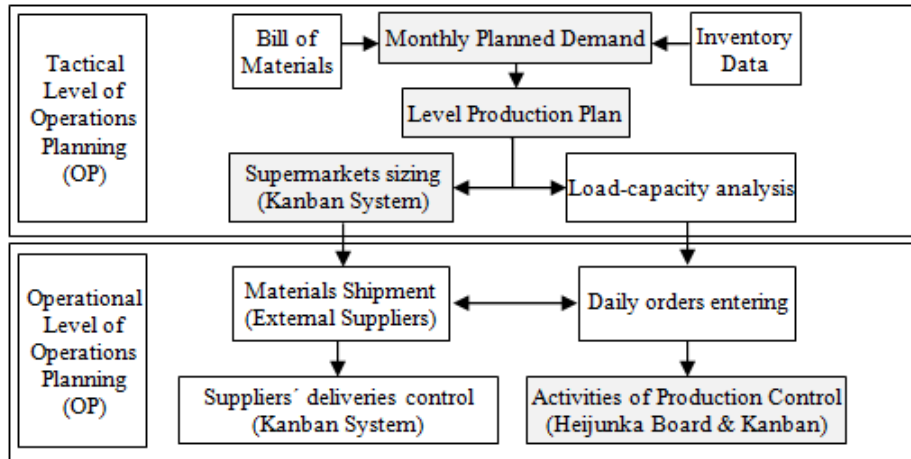 Tactical
Level of
Operations
Planning
(OP)
Bill of
Materials
Monthly Planned Demand
Inventory
Data
Level Production Plan
Supermarkets sizing
(Kanban System)
Load-capacity analysis
Operational
Level of
Operations
Planning
(OP)
Materials Shipment
(External Suppliers)
Daily orders entering
Suppliers´ deliveries control
(Kanban System)
Activities of Production Control
(Heijunka Board & Kanban)